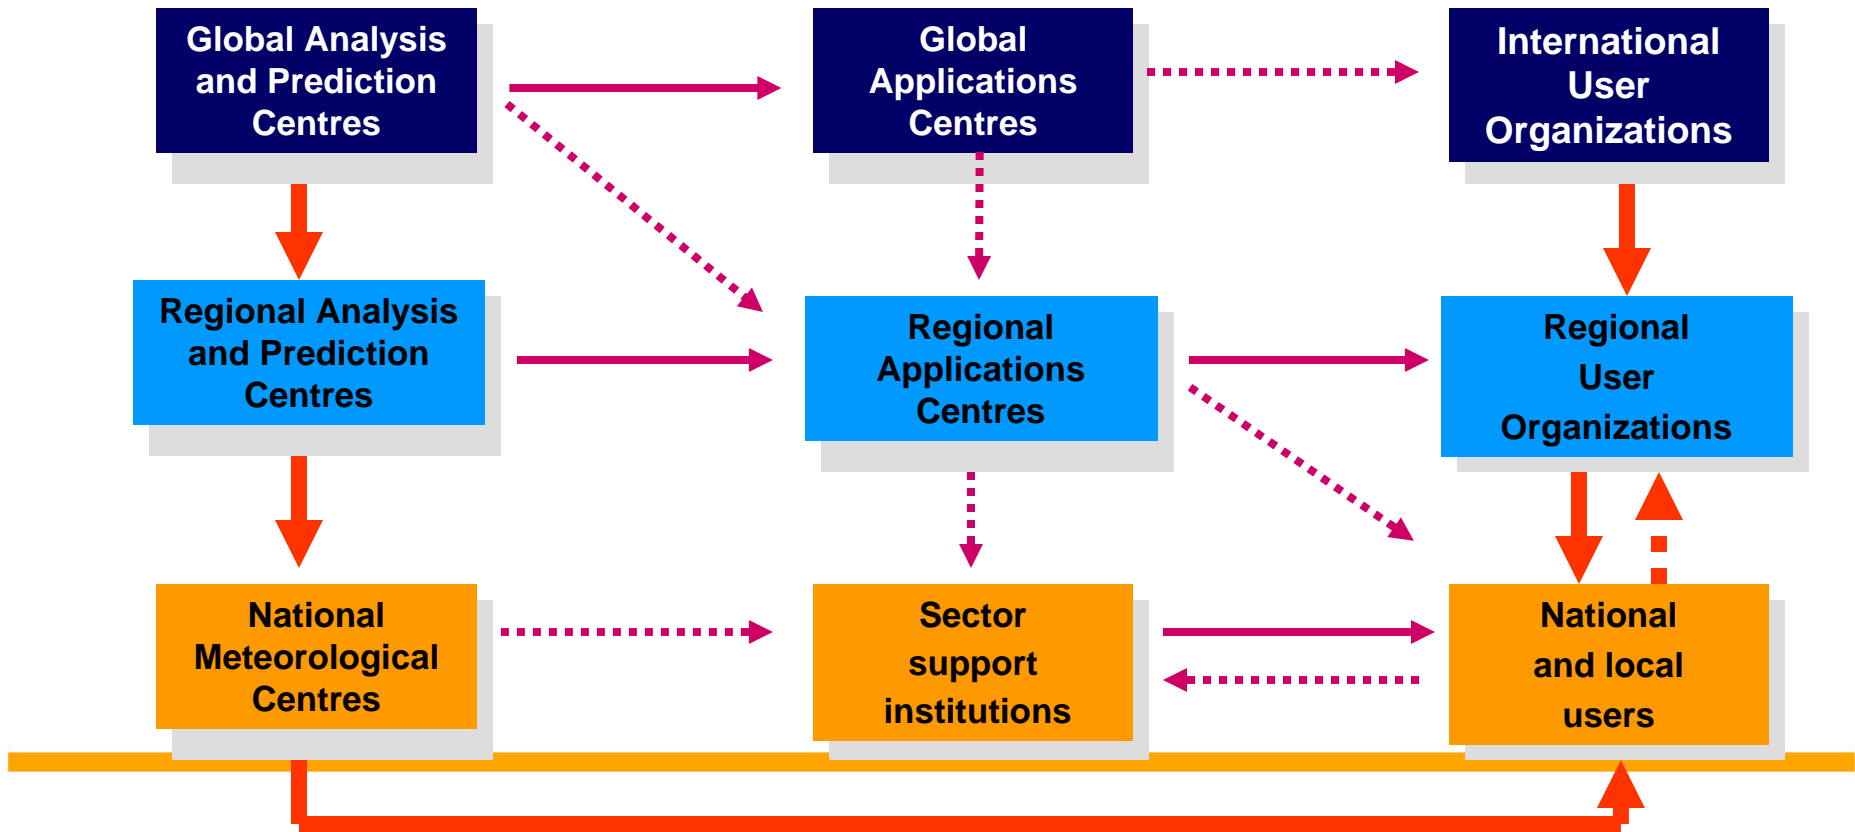 Global Analysis
and Prediction
Centres
Global
Applications
Centres
International
User
Organizations
Regional Analysis
and Prediction
Centres
Regional
Applications
Centres
Regional
User
Organizations
National
Meteorological
Centres
Sector
support
institutions
National
and local
users